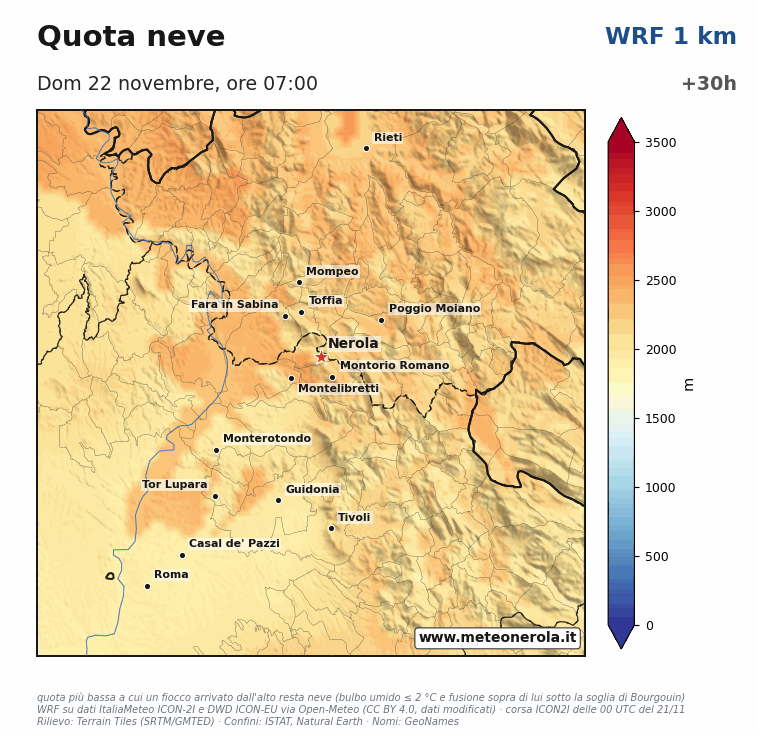 Quota neve
WRF 1 km
Dom 22 novembre, ore 07:00
+30h
Rieti
Mompeo
Fara in Sabina
Toffia
Poggio Moiano
Nerola
Montorio Romano
Montelibretti
Monterotondo
Tor Lupara
Guidonia
Tivoli
Casal de' Pazzi
Roma
www.meteonerola.it
3500
3000
2500
2000
1500
1000
500
0
m
quota più bassa a cui un fiocco arrivato dall'alto resta neve (bulbo umido ≤ 2 °C e fusione sopra di lui sotto la soglia di Bourgouin)
WRF su dati ItaliaMeteo ICON-2I e DWD ICON-EU via Open-Meteo (CC BY 4.0, dati modificati) · corsa ICON2I delle 00 UTC del 21/11
Rilievo: Terrain Tiles (SRTM/GMTED) · Confini: ISTAT, Natural Earth · Nomi: GeoNames